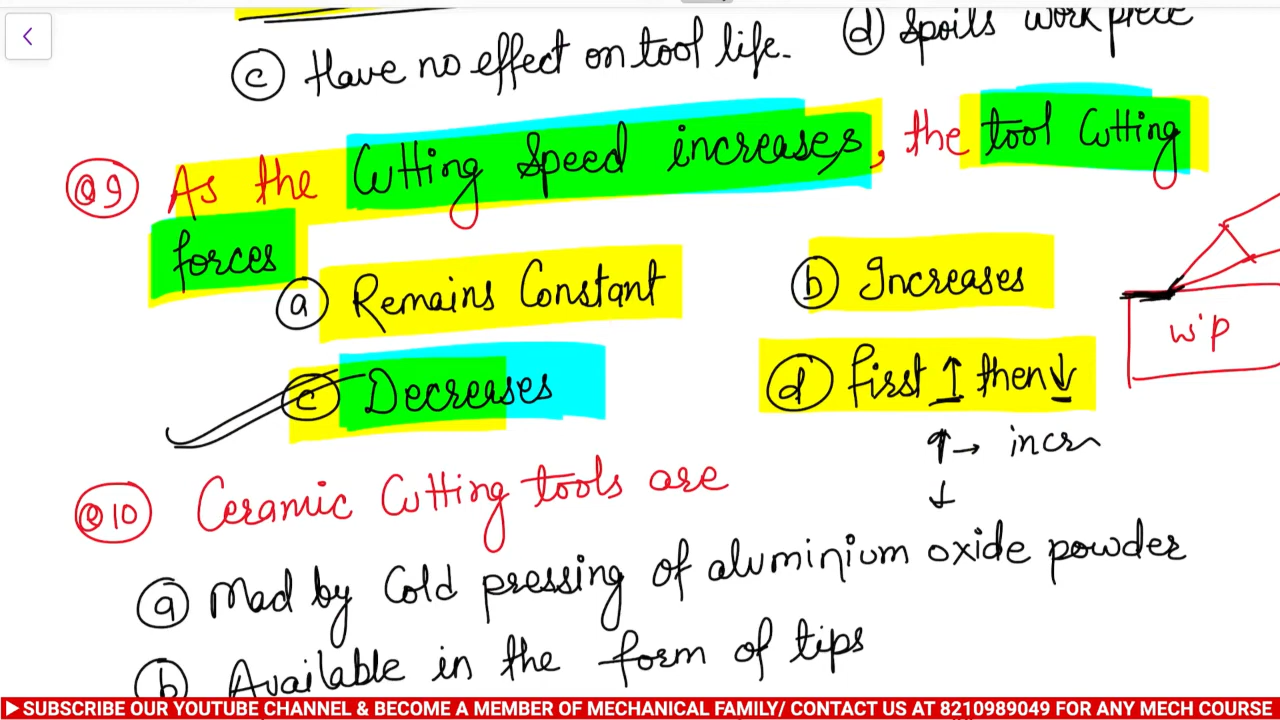 (c) Have no effect on tool life. (d) Spoils workpiece
Q9 As the Cutting Speed increases, the tool Cutting
forces
(a) Remains Constant (b) Increases
(c) Decreases (d) first ↑ then ↓
↑ → incr
↓
w.p
Q10 Ceramic Cutting tools are
(a) Mad by Cold pressing of aluminium oxide powder
(b) Available in the form of tips
▶ SUBSCRIBE OUR YOUTUBE CHANNEL & BECOME A MEMBER OF MECHANICAL FAMILY/ CONTACT US AT 8210989049 FOR ANY MECH COURSE